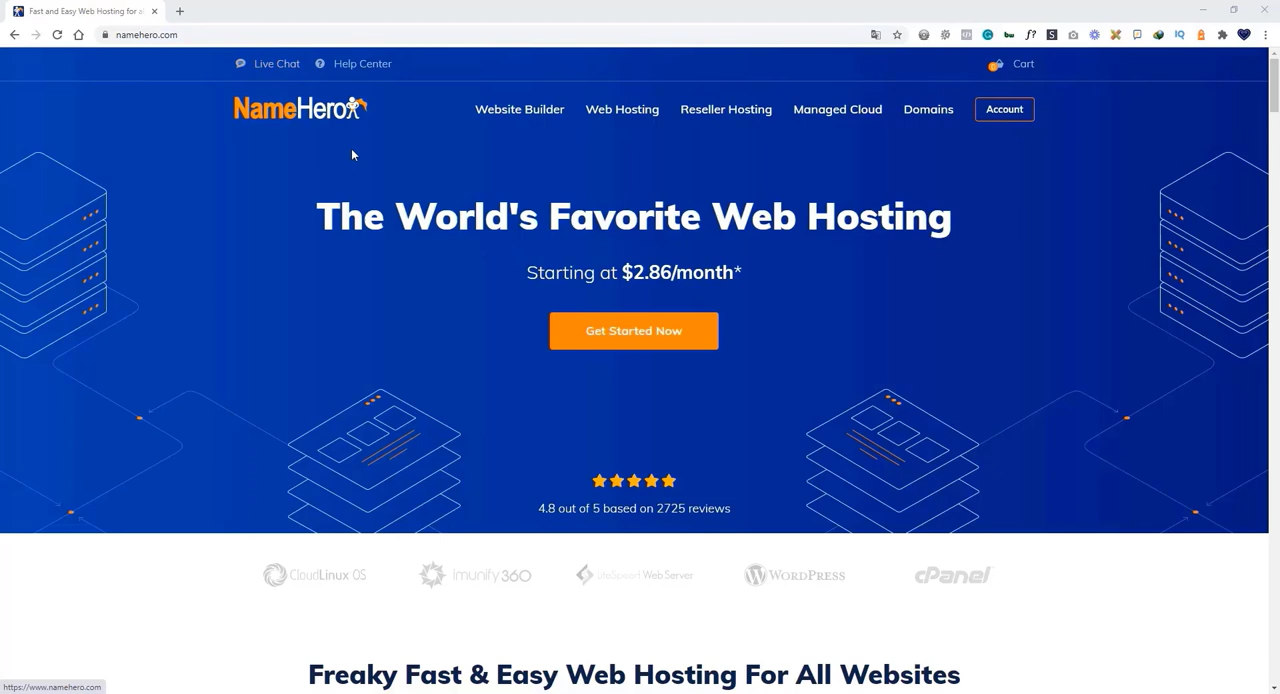 Fast and Easy Web Hosting for al
namehero.com
Live Chat
Help Center
Cart
NameHero
Website Builder
Web Hosting
Reseller Hosting
Managed Cloud
Domains
Account
The World's Favorite Web Hosting
Starting at $2.86/month*
Get Started Now
4.8 out of 5 based on 2725 reviews
CloudLinux OS
imunify360
LiteSpeed Web Server
WORDPRESS
cPanel
Freaky Fast & Easy Web Hosting For All Websites
https://www.namehero.com